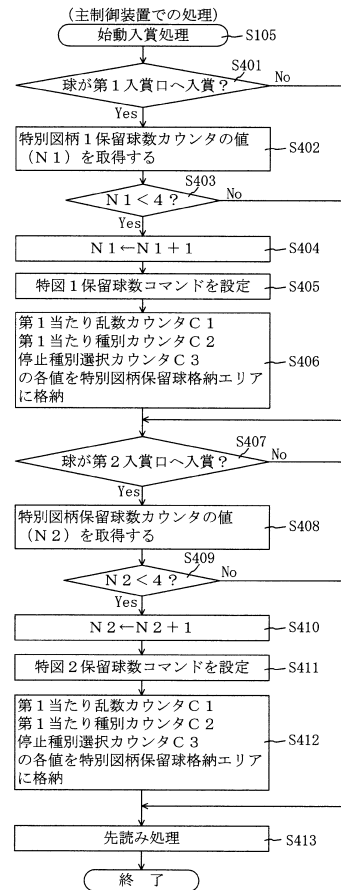 (主制御装置での処理)
始動入賞処理
S105
S401
球が第1入賞口へ入賞?
No
Yes
特別図柄1保留球数カウンタの値
(N1)を取得する
S402
S403
N1<4?
No
Yes
N1←N1+1
S404
特図1保留球数コマンドを設定
S405
第1当たり乱数カウンタC1
第1当たり種別カウンタC2
停止種別選択カウンタC3
の各値を特別図柄保留球格納エリア
に格納
S406
S407
球が第2入賞口へ入賞?
No
Yes
特別図柄保留球数カウンタの値
(N2)を取得する
S408
S409
N2<4?
No
Yes
N2←N2+1
S410
特図2保留球数コマンドを設定
S411
第1当たり乱数カウンタC1
第1当たり種別カウンタC2
停止種別選択カウンタC3
の各値を特別図柄保留球格納エリア
に格納
S412
先読み処理
S413
終了